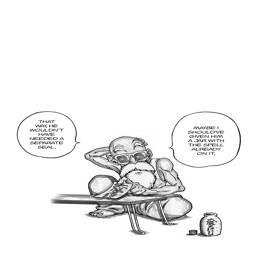 MAYBE I
SHOULD'VE
GIVEN HIM
A JAR WITH
THE SPELL
ALREADY
ON IT.
THAT
WAY, HE
WOULDN'T
HAVE
NEEDED A
SEPARATE
SEAL.